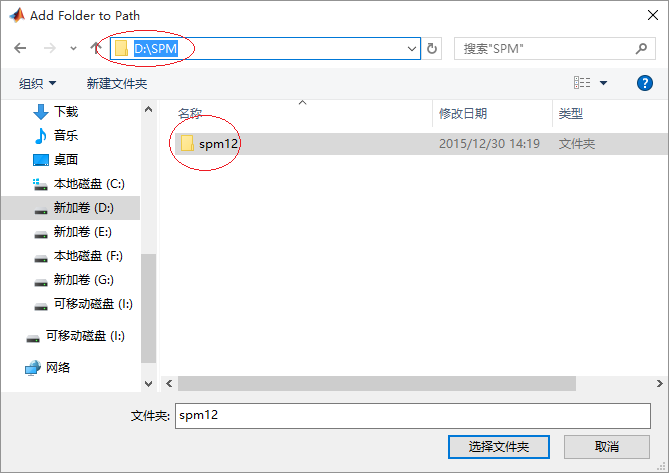 Add Folder to Path
D:\SPM
搜索"SPM"
组织
新建文件夹
下载
音乐
桌面
本地磁盘 (C:)
新加卷 (D:)
新加卷 (E:)
本地磁盘 (F:)
新加卷 (G:)
可移动磁盘 (I:)
可移动磁盘 (I:)
网络
名称 修改日期 类型
spm12 2015/12/30 14:19 文件夹
文件夹: spm12
选择文件夹 取消